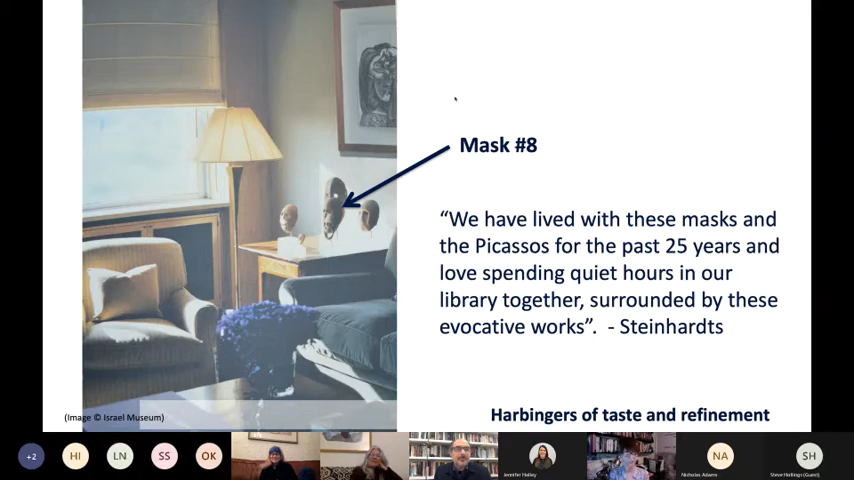 Mask #8
“We have lived with these masks and
the Picassos for the past 25 years and
love spending quiet hours in our
library together, surrounded by these
evocative works”.  - Steinhardts
(Image © Israel Museum)
Harbingers of taste and refinement
+2
HI
LN
SS
OK
Jennifer Hallay
NA
Nicholas Adams
SH
Steve Hollings (Guest)